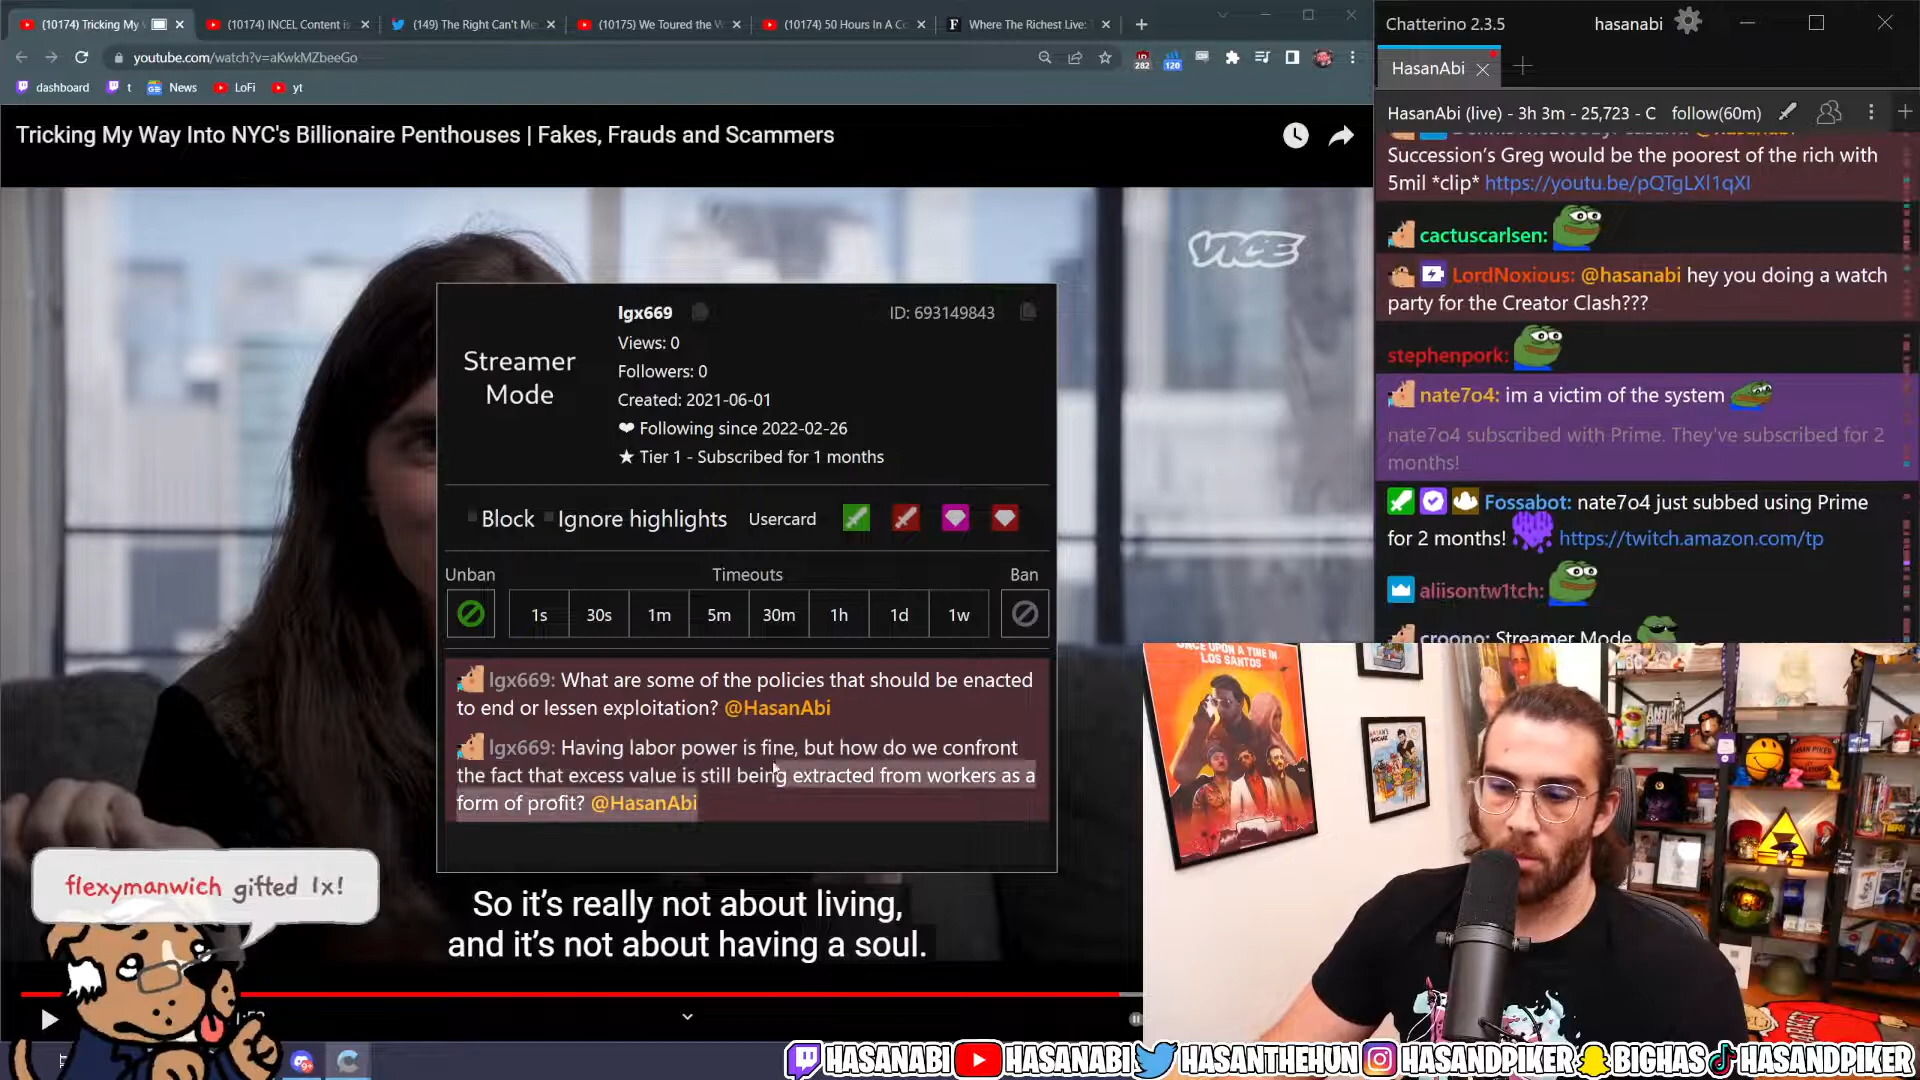 (10174) Tricking My
(10174) INCEL Content is
(149) The Right Can't Me
(10175) We Toured the W
(10174) 50 Hours In A Co
Where The Richest Live:
youtube.com/watch?v=aKwkMZbeeGo
282
120
dashboard
t
News
LoFi
yt
Tricking My Way Into NYC's Billionaire Penthouses | Fakes, Frauds and Scammers
VICE
Streamer
Mode
lgx669
ID: 693149843
Views: 0
Followers: 0
Created: 2021-06-01
Following since 2022-02-26
Tier 1 - Subscribed for 1 months
Block
Ignore highlights
Usercard
Unban
Timeouts
Ban
1s
30s
1m
5m
30m
1h
1d
1w
lgx669: What are some of the policies that should be enacted
to end or lessen exploitation? @HasanAbi
lgx669: Having labor power is fine, but how do we confront
the fact that excess value is still being extracted from workers as a
form of profit? @HasanAbi
So it's really not about living,
and it's not about having a soul.
flexymanwich gifted 1x!
Chatterino 2.3.5
hasanabi
HasanAbi
HasanAbi (live) - 3h 3m - 25,723 - C
follow(60m)
Succession's Greg would be the poorest of the rich with
5mil *clip* https://youtu.be/pQTgLXl1qXI
cactuscarlsen:
LordNoxious: @hasanabi hey you doing a watch
party for the Creator Clash???
stephenpork:
nate7o4: im a victim of the system
nate7o4 subscribed with Prime. They've subscribed for 2
months!
Fossabot: nate7o4 just subbed using Prime
for 2 months! https://twitch.amazon.com/tp
aliisontw1tch:
croono: Streamer Mode
ONCE UPON A TIME IN
LOS SANTOS
HASANABI
HASANABI
HASANTHEHUN
HASANDPIKER
BIGHAS
HASANDPIKER